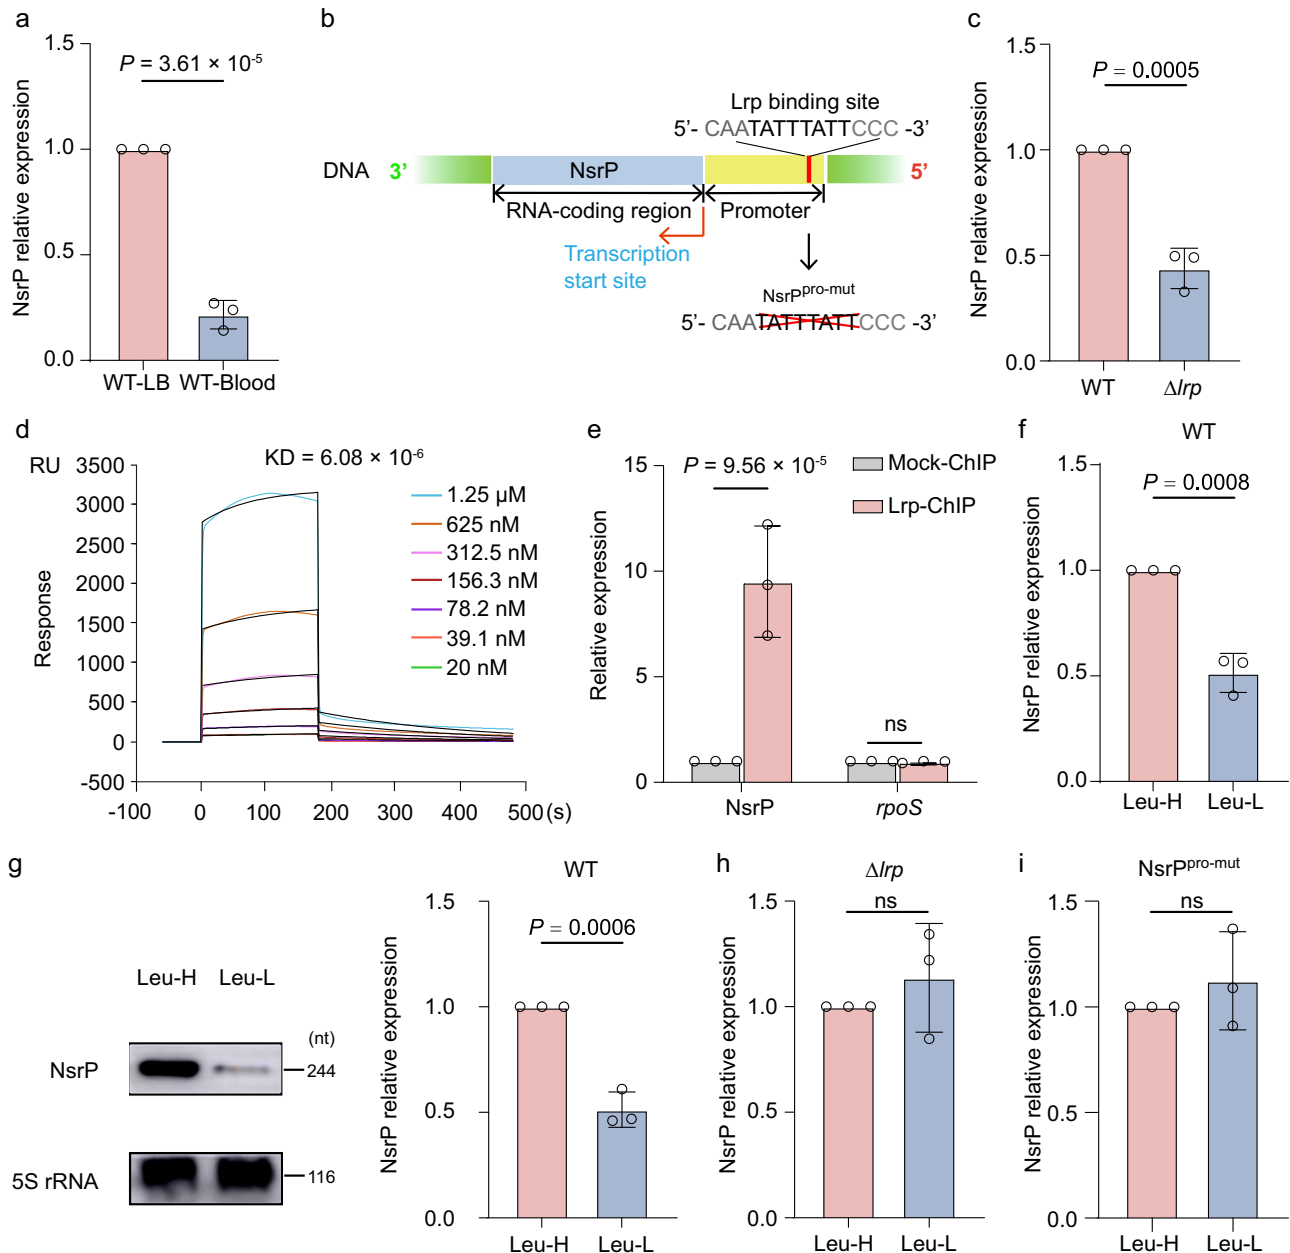 a
NsrP relative expression
1.5
1.0
0.5
0.0
P = 3.61 × 10-5
WT-LB
WT-Blood
b
Lrp binding site
5'- CAATATTTATTCCC -3'
DNA
3'
NsrP
5'
RNA-coding region
Promoter
Transcription
start site
NsrPpro-mut
5'- CAATATTTATTCCC -3'
c
NsrP relative expression
1.5
1.0
0.5
0.0
P = 0.0005
WT
Δlrp
d
RU
KD = 6.08 × 10-6
Response
3500
3000
2500
2000
1500
1000
500
0
-500
-100
0
100
200
300
400
500
(s)
1.25 μM
625 nM
312.5 nM
156.3 nM
78.2 nM
39.1 nM
20 nM
e
Relative expression
15
10
5
0
P = 9.56 × 10-5
Mock-ChIP
Lrp-ChIP
ns
NsrP
rpoS
f
WT
NsrP relative expression
1.5
1.0
0.5
0.0
P = 0.0008
Leu-H
Leu-L
g
Leu-H
Leu-L
(nt)
NsrP
244
5S rRNA
116
WT
NsrP relative expression
1.5
1.0
0.5
0.0
P = 0.0006
Leu-H
Leu-L
h
Δlrp
NsrP relative expression
1.5
1.0
0.5
0.0
ns
Leu-H
Leu-L
i
NsrPpro-mut
NsrP relative expression
1.5
1.0
0.5
0.0
ns
Leu-H
Leu-L